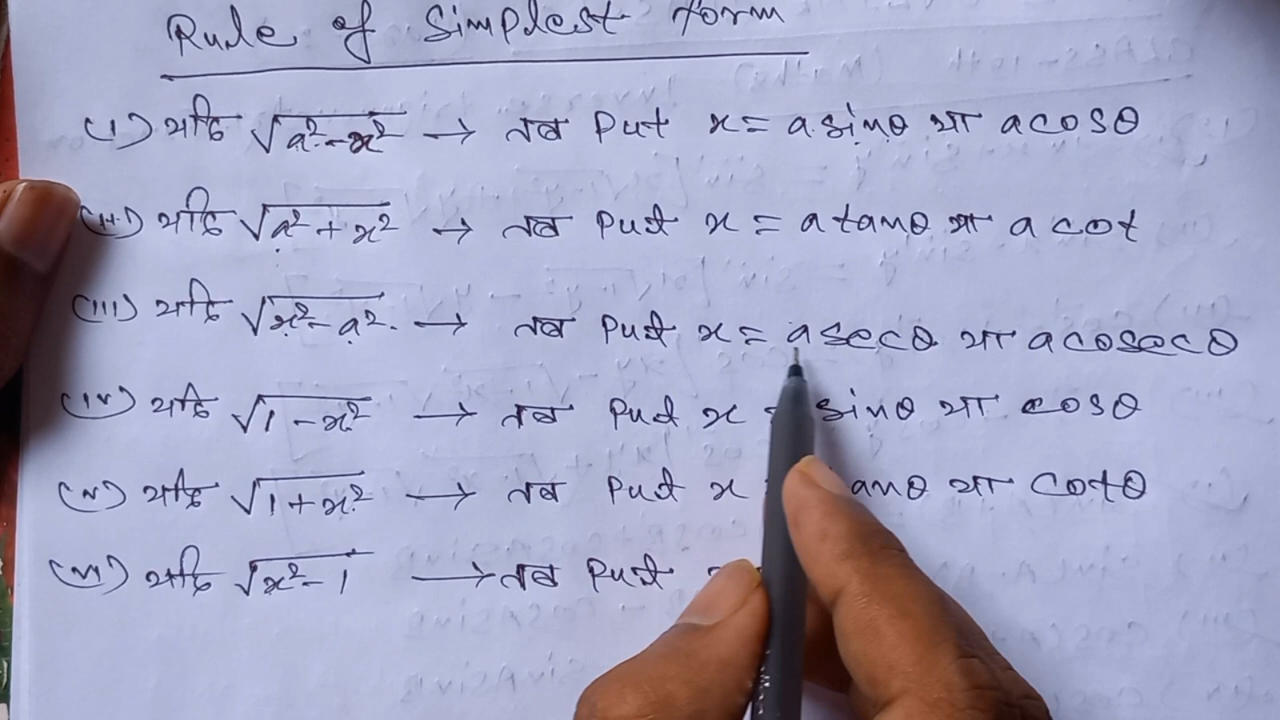 Rule of Simplest form
(I) यदि √(a²-x²) → तब Put x = a sinθ या a cosθ
(II) यदि √(a²+x²) → तब Put x = a tanθ या a cot
(III) यदि √(x²-a²) → तब Put x = a secθ या a cosecθ
(IV) यदि √(1-x²) → तब Put x = sinθ या cosθ
(V) यदि √(1+x²) → तब Put x anθ या cotθ
(VI) यदि √(x²-1) → तब Put